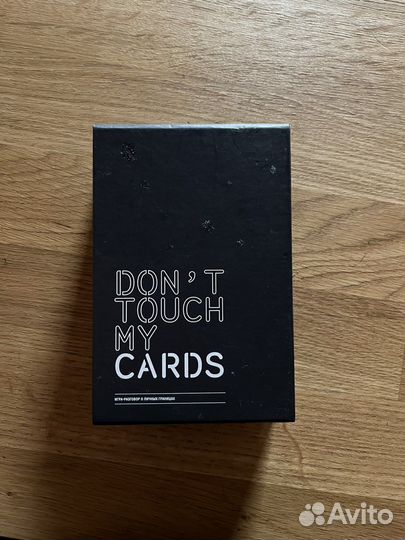 DON'T
TOUCH
MY
CARDS
ИГРА-РАЗГОВОР О ЛИЧНЫХ ГРАНИЦАХ
Avito